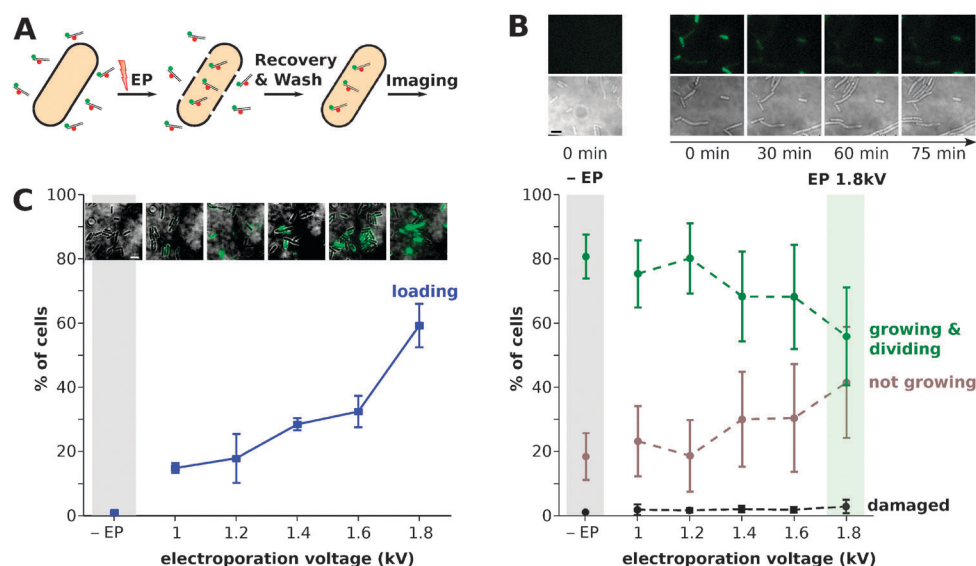 A
EP
Recovery
& Wash
Imaging
B
0 min
0 min
30 min
60 min
75 min
– EP
EP 1.8kV
C
100
80
60
40
20
0
% of cells
loading
– EP
1
1.2
1.4
1.6
1.8
electroporation voltage (kV)
100
80
60
40
20
0
% of cells
growing &
dividing
not growing
damaged
– EP
1
1.2
1.4
1.6
1.8
electroporation voltage (kV)